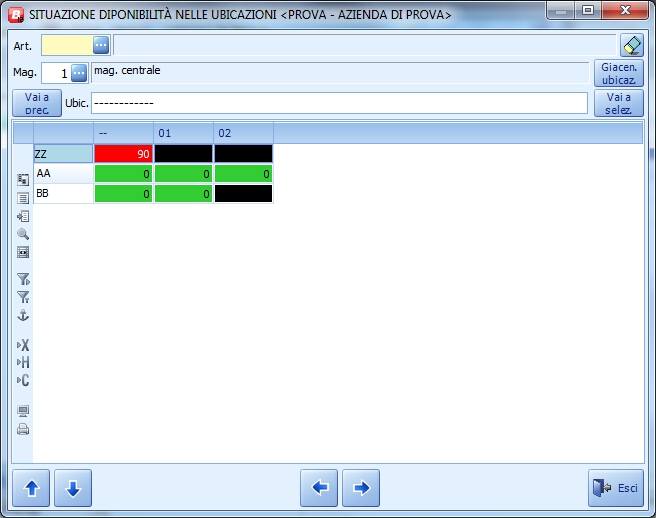 SITUAZIONE DIPONIBILITÀ NELLE UBICAZIONI <PROVA - AZIENDA DI PROVA>
Art. ...
Mag. 1 ... mag. centrale
Giacen. ubicaz.
Vai a prec.
Ubic. ------------
Vai a selez.
-- 01 02
ZZ 90
AA 0 0 0
BB 0 0
X
H
C
Esci